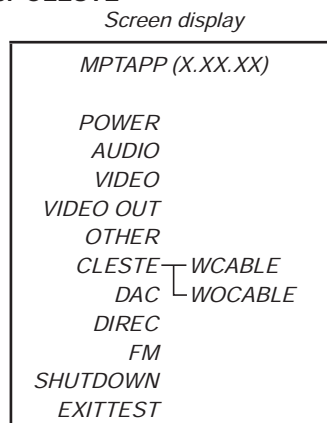 Screen display
MPTAPP (X.XX.XX)
POWER
AUDIO
VIDEO
VIDEO OUT
OTHER
CLESTE WCABLE
DAC WOCABLE
DIREC
FM
SHUTDOWN
EXITTEST